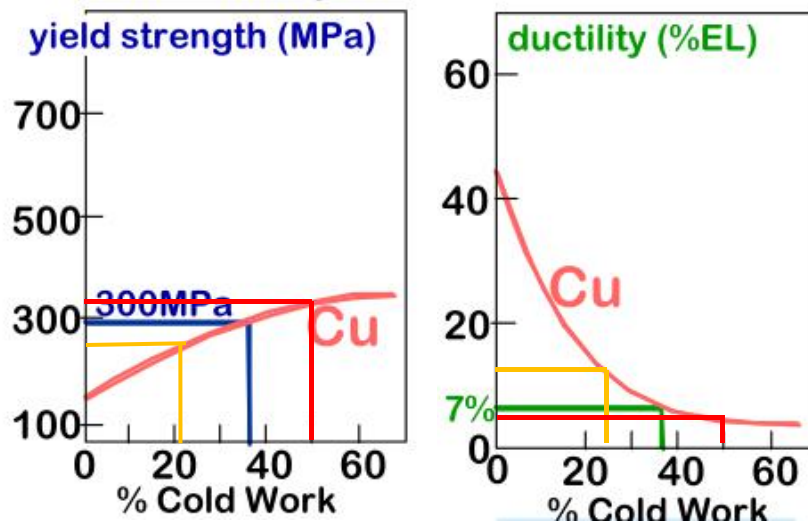 yield strength (MPa)
700
500
300MPa
300
Cu
100
0 20 40 60
% Cold Work
ductility (%EL)
60
40
Cu
20
7%
0
0 20 40 60
% Cold Work